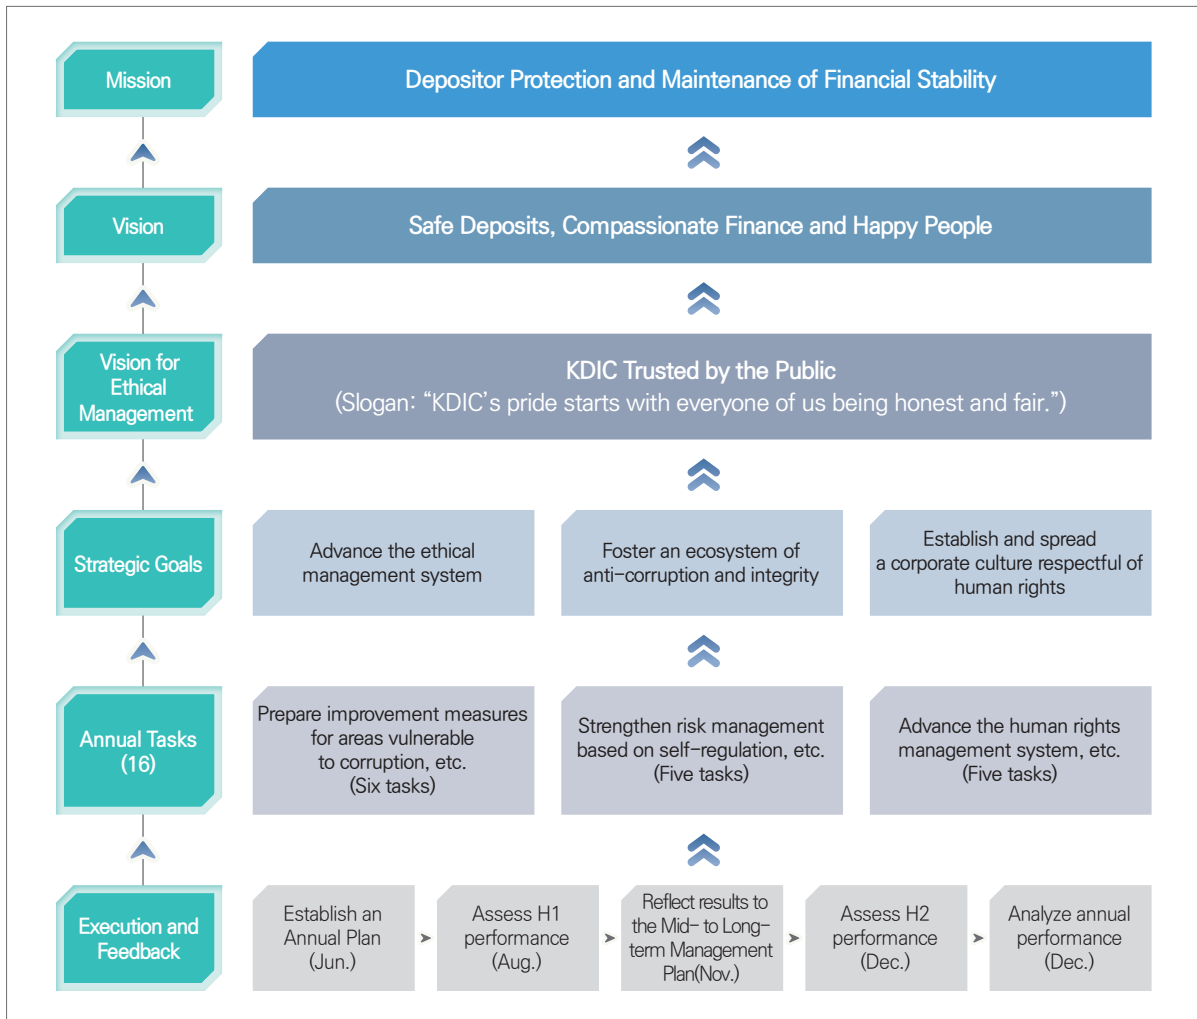 Mission
Depositor Protection and Maintenance of Financial Stability
Vision
Safe Deposits, Compassionate Finance and Happy People
Vision for
Ethical
Management
KDIC Trusted by the Public
(Slogan: “KDIC’s pride starts with everyone of us being honest and fair.”)
Strategic Goals
Advance the ethical
management system
Foster an ecosystem of
anti-corruption and integrity
Establish and spread
a corporate culture respectful of
human rights
Annual Tasks
(16)
Prepare improvement measures
for areas vulnerable
to corruption, etc.
(Six tasks)
Strengthen risk management
based on self-regulation, etc.
(Five tasks)
Advance the human rights
management system, etc.
(Five tasks)
Execution and
Feedback
Establish an
Annual Plan
(Jun.)
Assess H1
performance
(Aug.)
Reflect results to
the Mid- to Long-
term Management
Plan(Nov.)
Assess H2
performance
(Dec.)
Analyze annual
performance
(Dec.)